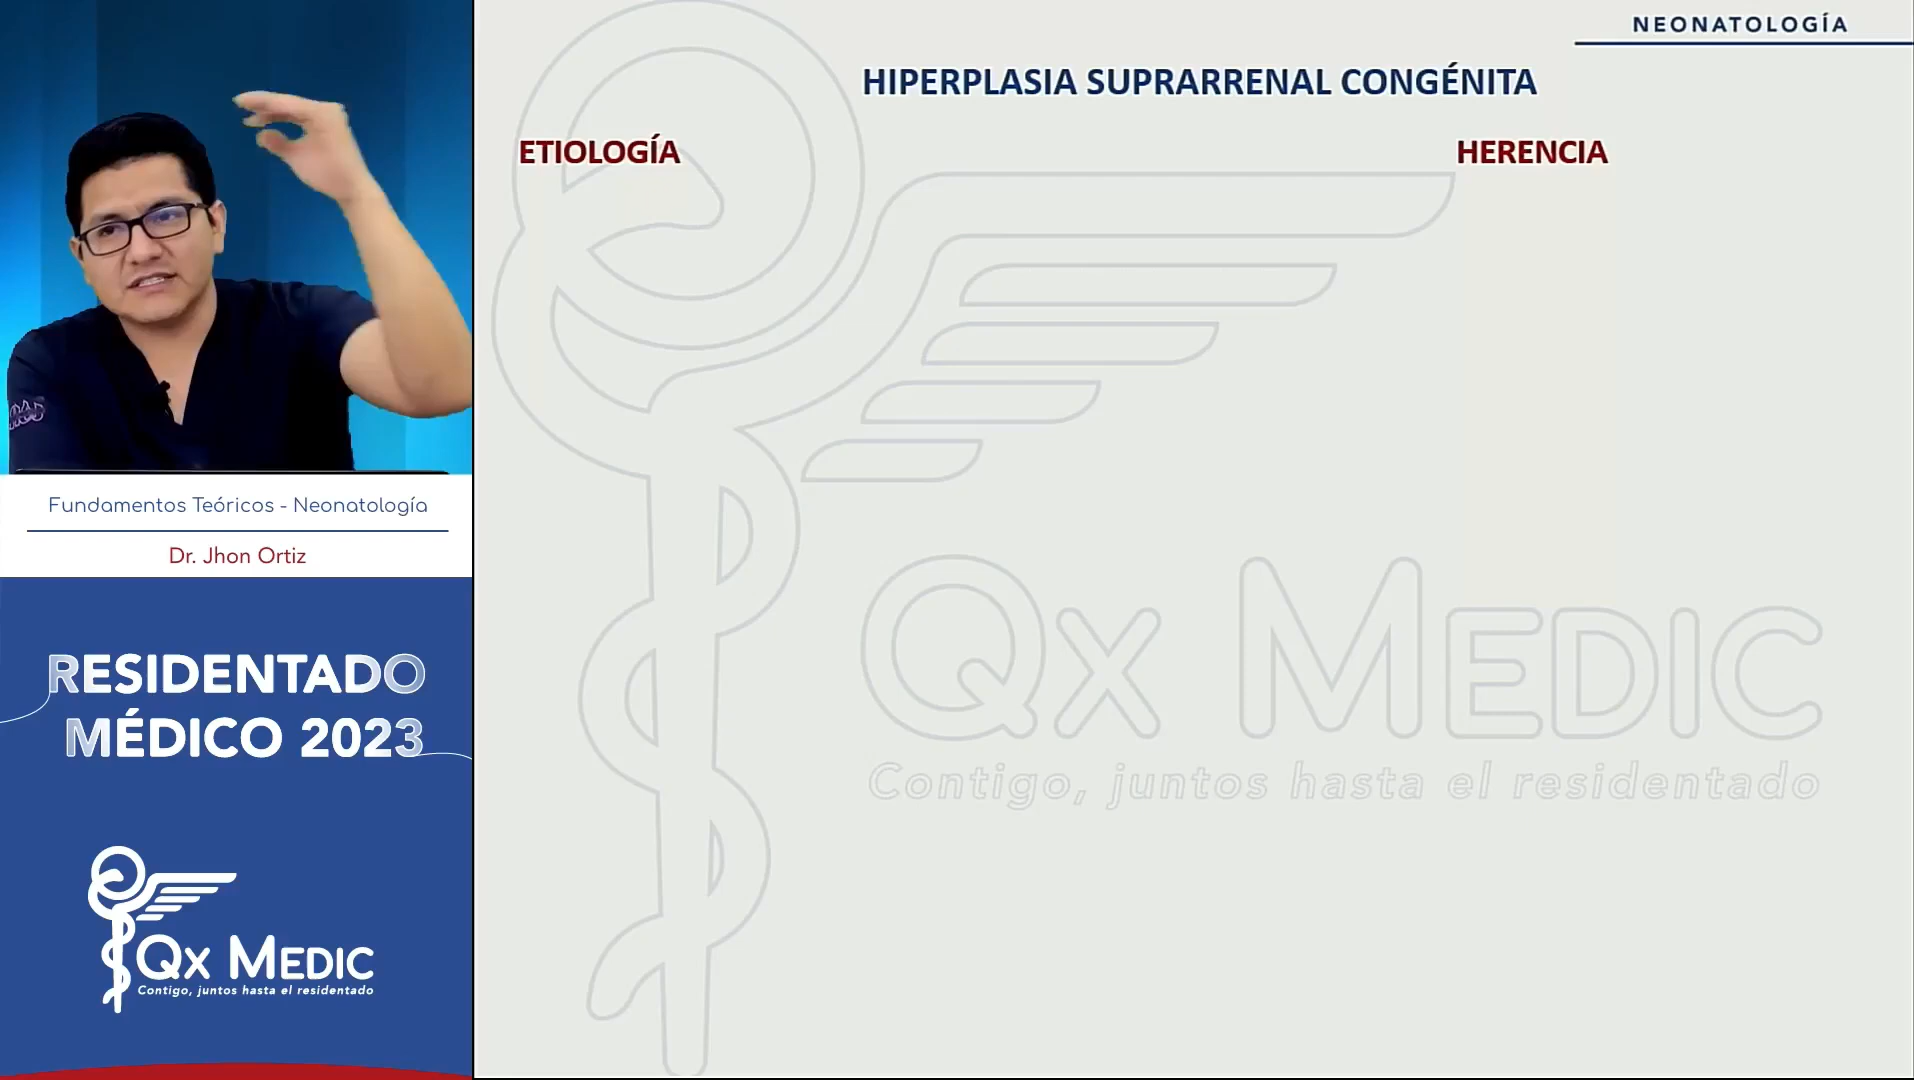 NEONATOLOGÍA
HIPERPLASIA SUPRARRENAL CONGÉNITA
ETIOLOGÍA
HERENCIA
Qx MEDIC
Contigo, juntos hasta el residentado
Fundamentos Teóricos - Neonatología
Dr. Jhon Ortiz
RESIDENTADO
MÉDICO 2023
Qx MEDIC
Contigo, juntos hasta el residentado